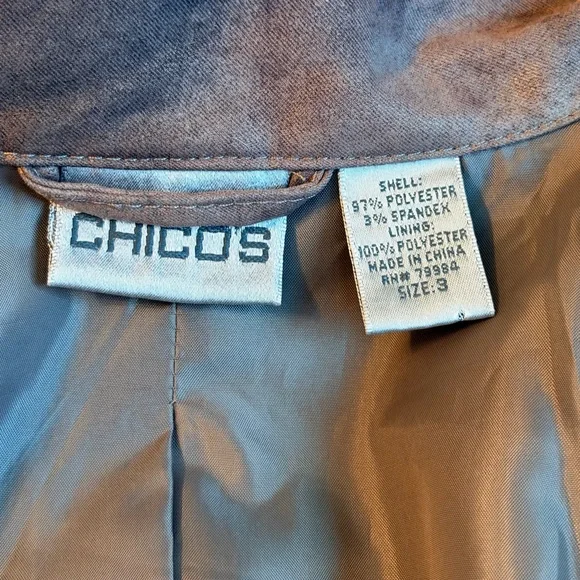 CHICO'S
SHELL:
97% POLYESTER
3% SPANDEX
LINING:
100% POLYESTER
MADE IN CHINA
RN# 79984
SIZE:3